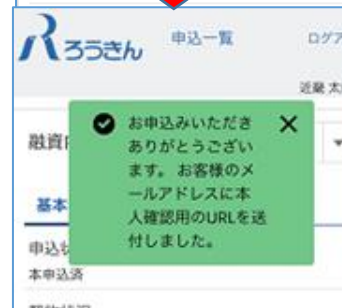 ろうきん
申込一覧
ログア
近畿 太
融資
お申込みいただき
ありがとうござい
ます。 お客様のメ
ールアドレスに本
人確認用のURLを送
付しました。
基本
申込状
本申込済